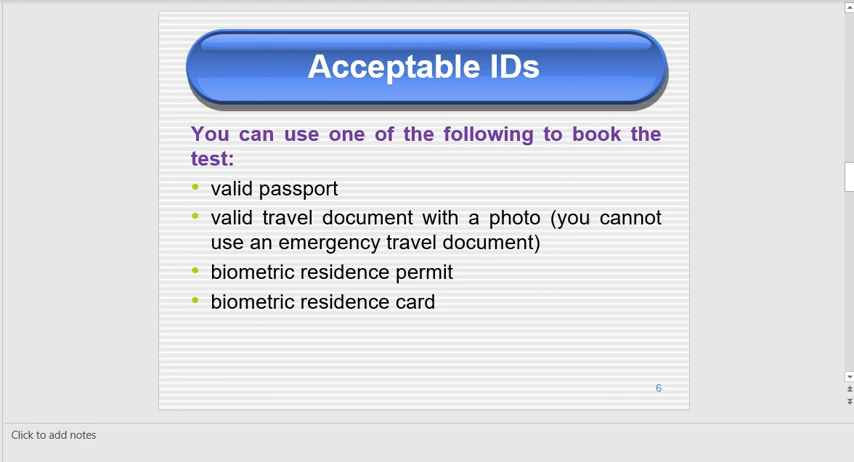 Acceptable IDs
You can use one of the following to book the
test:
• valid passport
• valid travel document with a photo (you cannot
use an emergency travel document)
• biometric residence permit
• biometric residence card
6
Click to add notes